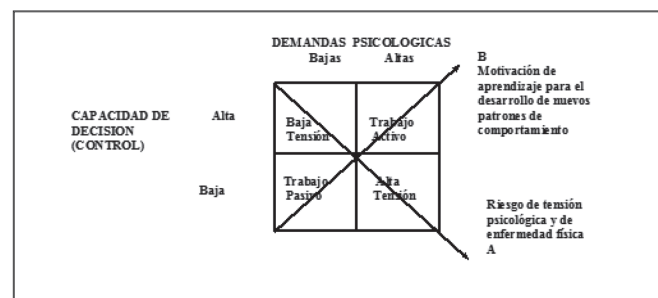 DEMANDAS PSICOLOGICAS
Bajas Altas
B
Motivación de
aprendizaje para el
desarrollo de nuevos
patrones de
comportamiento
CAPACIDAD DE
DECISION
(CONTROL)
Alta
Baja
Tensión
Trabajo
Activo
Baja
Trabajo
Pasivo
Alta
Tensión
Riesgo de tensión
psicológica y de
enfermedad física
A